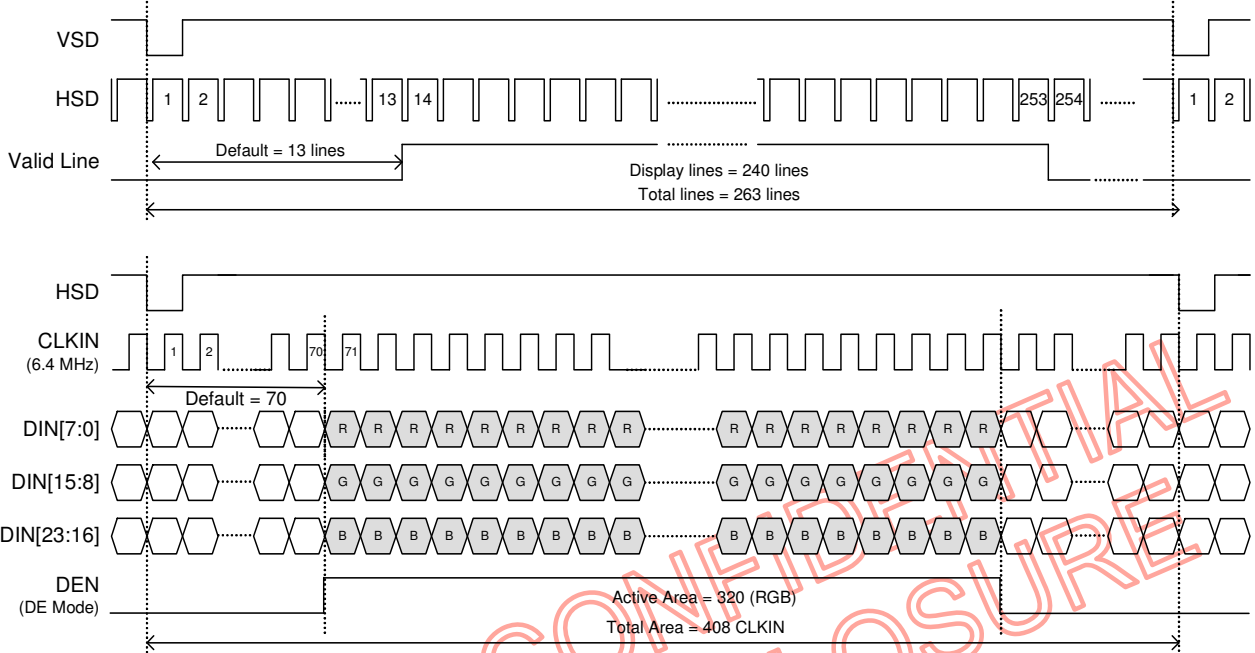 VSD
HSD 1 2 13 14 253 254 1 2
Valid Line Default = 13 lines
Display lines = 240 lines
Total lines = 263 lines
HSD
CLKIN
(6.4 MHz) 1 2 70 71
Default = 70
DIN[7:0] R R R R R R R R R R R R R R R R R
DIN[15:8] G G G G G G G G G G G G G G G G G
DIN[23:16] B B B B B B B B B B B B B B B B B
DEN
(DE Mode) Active Area = 320 (RGB)
Total Area = 408 CLKIN
CONFIDENTIAL
LOSURE